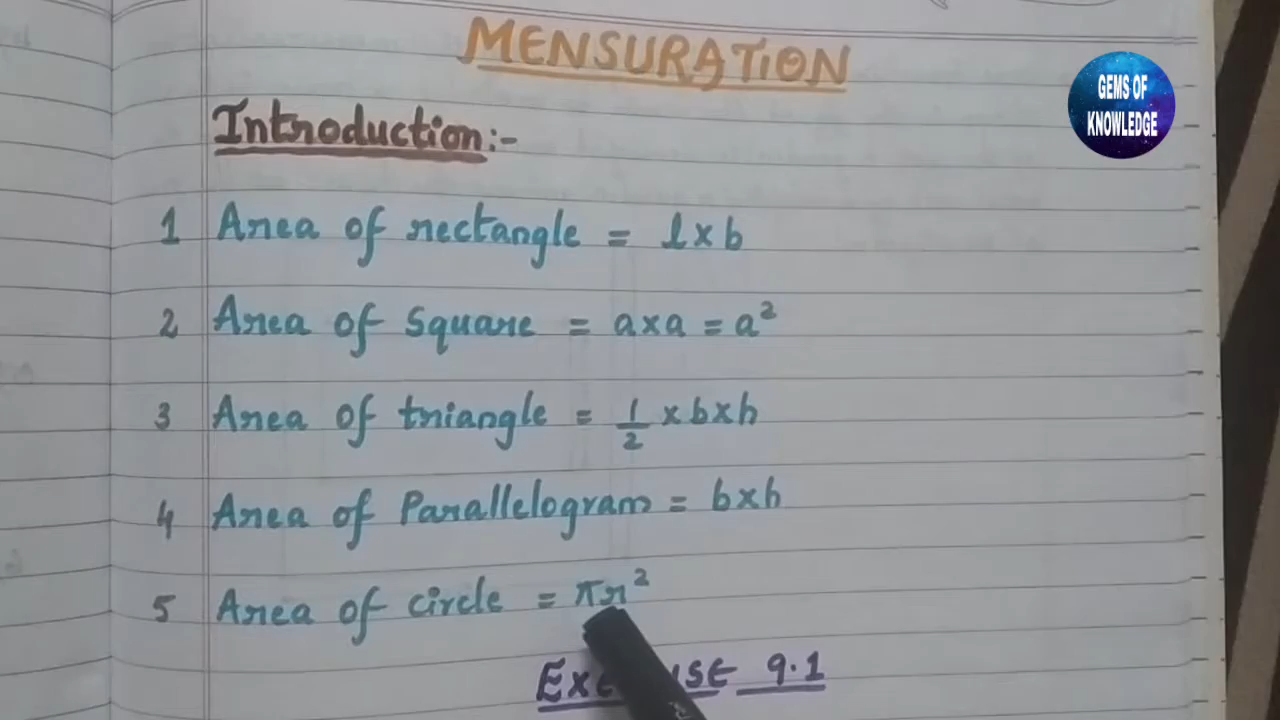 MENSURATION
GEMS OF
KNOWLEDGE
Introduction:-
1 Area of rectangle = l×b
2 Area of square = a×a = a²
3 Area of triangle = 1/2 ×b×h
4 Area of Parallelogram = b×h
5 Area of circle = πr²
9.1